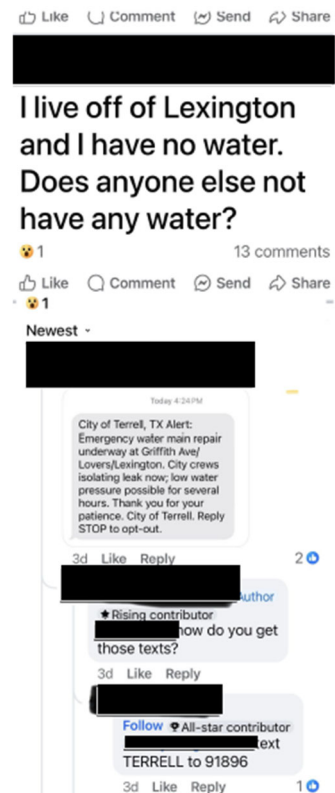 Like Comment Send Share
I live off of Lexington
and I have no water.
Does anyone else not
have any water?
1 13 comments
Like Comment Send Share
1
Newest
Today 4:24 PM
City of Terrell, TX Alert:
Emergency water main repair
underway at Griffith Ave/
Lovers/Lexington. City crews
isolating leak now; low water
pressure possible for several
hours. Thank you for your
patience. City of Terrell. Reply
STOP to opt-out.
3d Like Reply 2
Author
Rising contributor
how do you get
those texts?
3d Like Reply
Follow All-star contributor
text
TERRELL to 91896
3d Like Reply 1